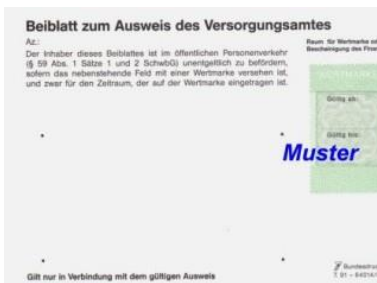 Beiblatt zum Ausweis des Versorgungsamtes
Az.:
Der Inhaber dieses Beiblattes ist im öffentlichen Personenverkehr
(§ 59 Abs. 1 Sätze 1 und 2 SchwbG) unentgeltlich zu befördern,
sofern das nebenstehende Feld mit einer Wertmarke versehen ist,
und zwar für den Zeitraum, der auf der Wertmarke eingetragen ist.
Raum für Wertmarke
Bescheinigung des
WERTMARKE
Gültig ab:
Gültig bis:
Muster
Gilt nur in Verbindung mit dem gültigen Ausweis